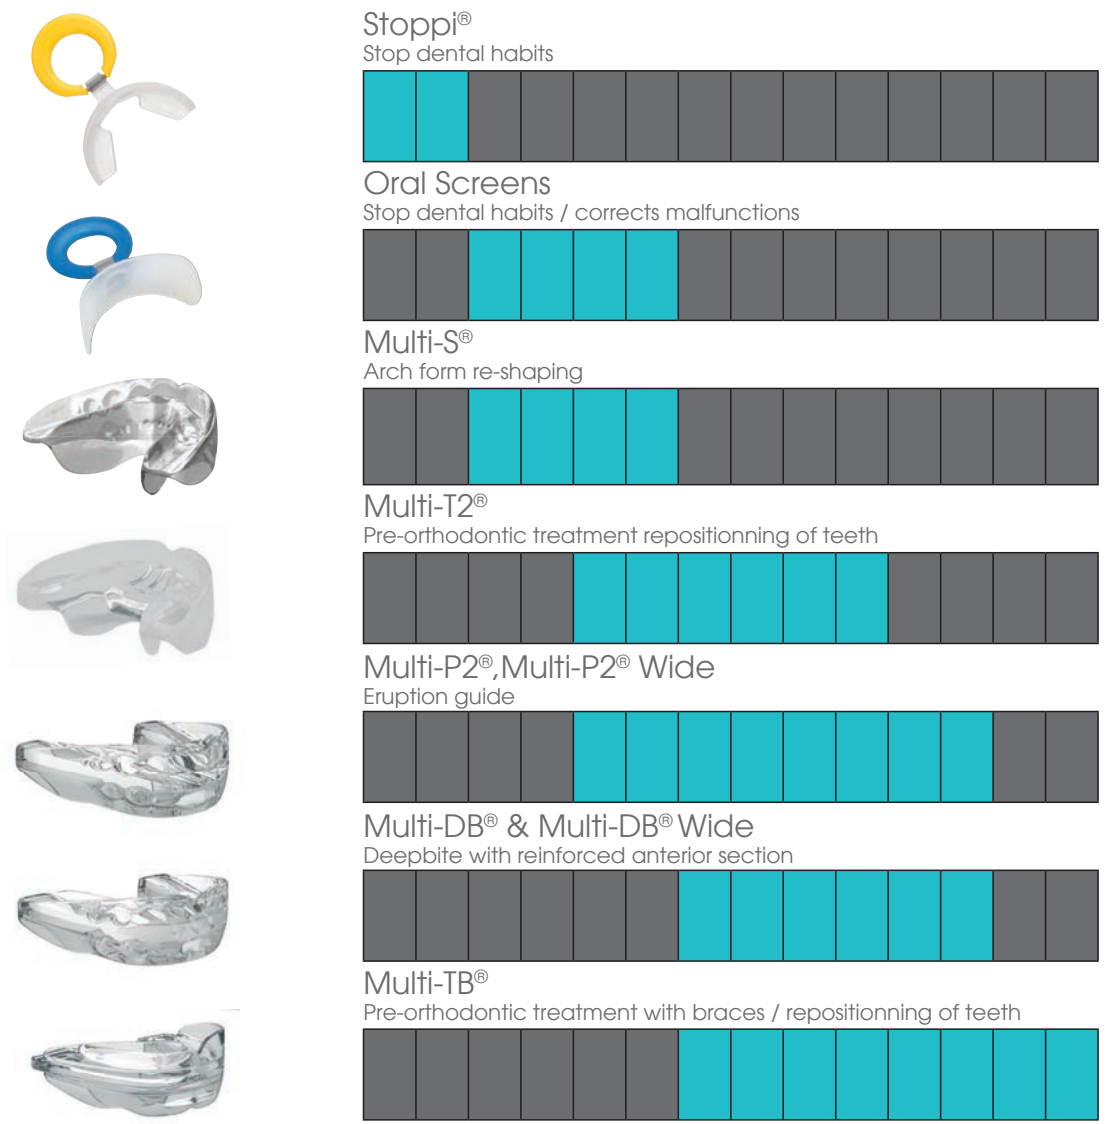 Stoppi®
Stop dental habits
Oral Screens
Stop dental habits / corrects malfunctions
Multi-S®
Arch form re-shaping
Multi-T2®
Pre-orthodontic treatment repositionning of teeth
Multi-P2®,Multi-P2® Wide
Eruption guide
Multi-DB® & Multi-DB® Wide
Deepbite with reinforced anterior section
Multi-TB®
Pre-orthodontic treatment with braces / repositionning of teeth